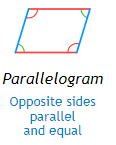 Parallelogram
Opposite sides
parallel
and equal